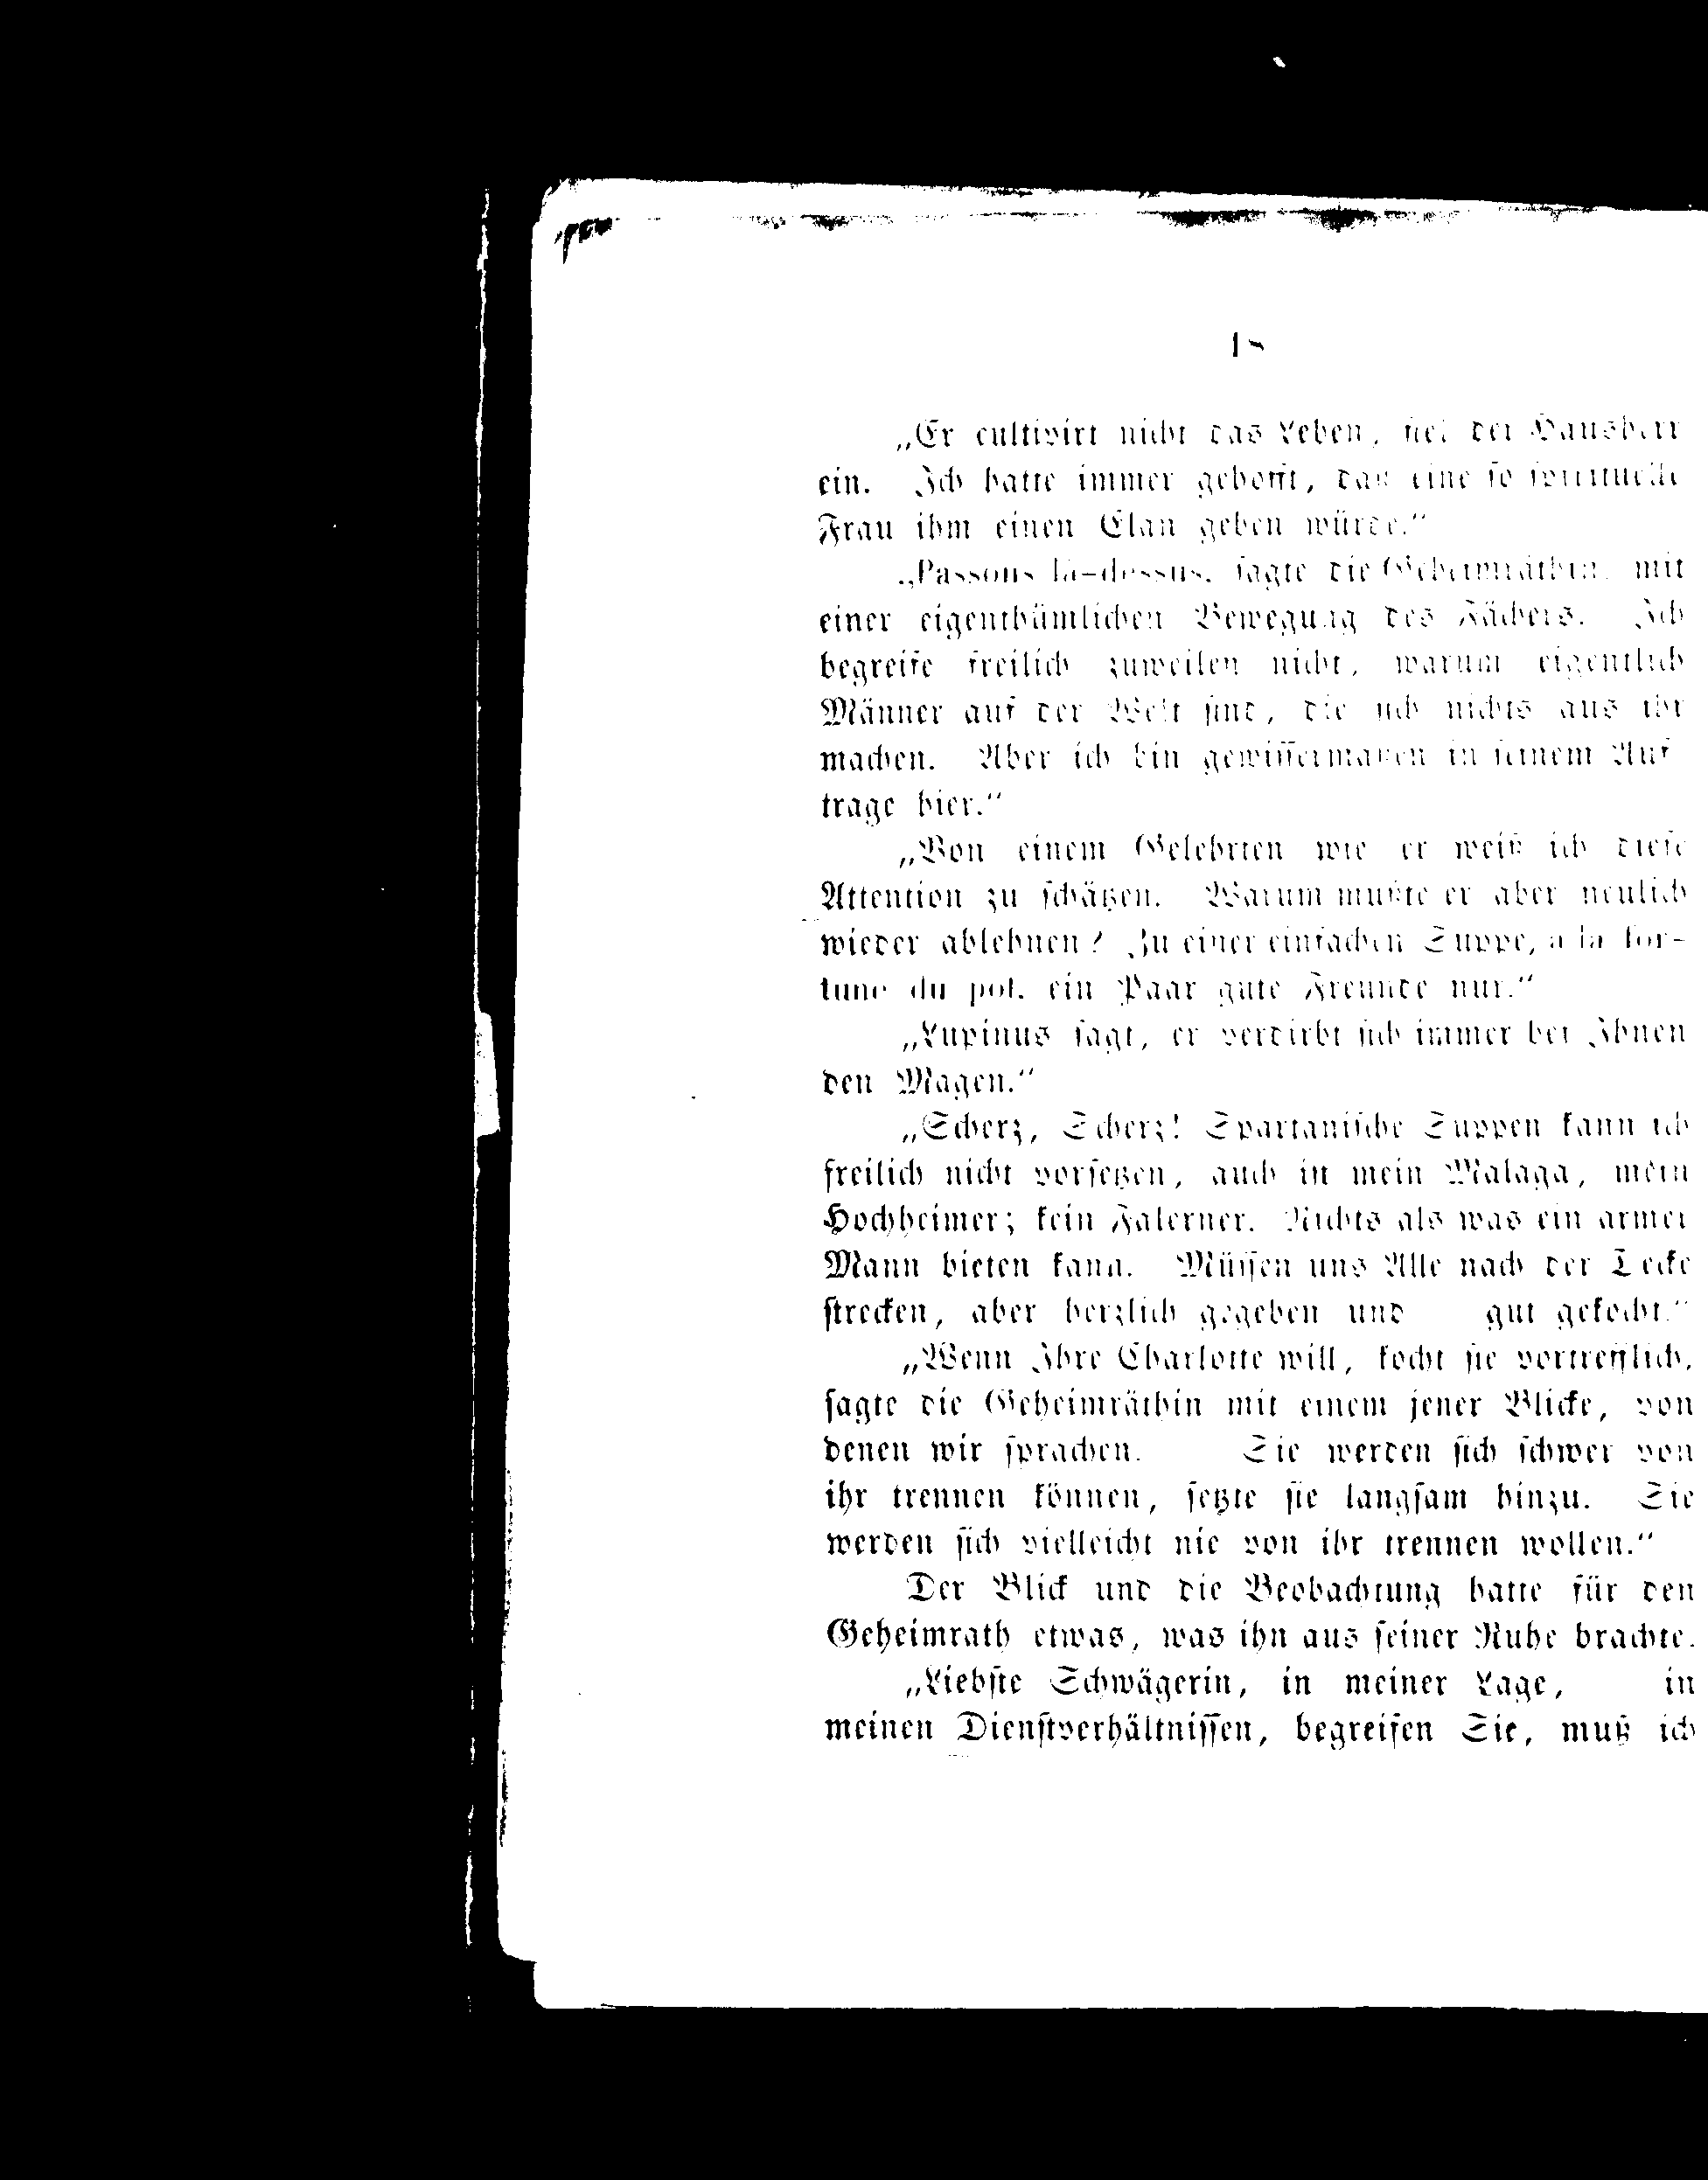 „Er cultivirt nicht das Leben, fiel der Hausherr
ein. Ich hatte immer gehofft, daß eine so spirituelle
Frau ihm einen Elan geben würde.“
„Passons là-dessus, sagte die Geheimräthin, mit
einer eigenthümlichen Bewegung des Fächers. Ich
begreife freilich zuweilen nicht, warum eigentlich
Männer auf der Welt sind, die sich nichts aus ihr
machen. Aber ich bin gewissermaßen in seinem Auf
trage hier.“
„Von einem Gelehrten wie er weiß ich diese
Attention zu schätzen. Warum mußte er aber neulich
wieder ablehnen? Zu einer einfachen Suppe, à la for-
tune du pot, ein Paar gute Freunde nur.“
„Lupinus sagt, er verdirbt sich immer bei Ihnen
den Magen.“
„Scherz, Scherz! Spartanische Suppen kann ich
freilich nicht vorsetzen, auch ist mein Malaga, mein
Hochheimer; kein Falerner. Nichts als was ein armer
Mann bieten kann. Müssen uns Alle nach der Decke
strecken, aber herzlich gegeben und gut gekocht.“
„Wenn Ihre Charlotte will, kocht sie vortrefflich,
sagte die Geheimräthin mit einem jener Blicke, von
denen wir sprachen. Sie werden sich schwer von
ihr trennen können, setzte sie langsam hinzu. Sie
werden sich vielleicht nie von ihr trennen wollen.“
Der Blick und die Beobachtung hatte für den
Geheimrath etwas, was ihn aus seiner Ruhe brachte.
„Liebste Schwägerin, in meiner Lage, in
meinen Dienstverhältnissen, begreifen Sie, muß ich